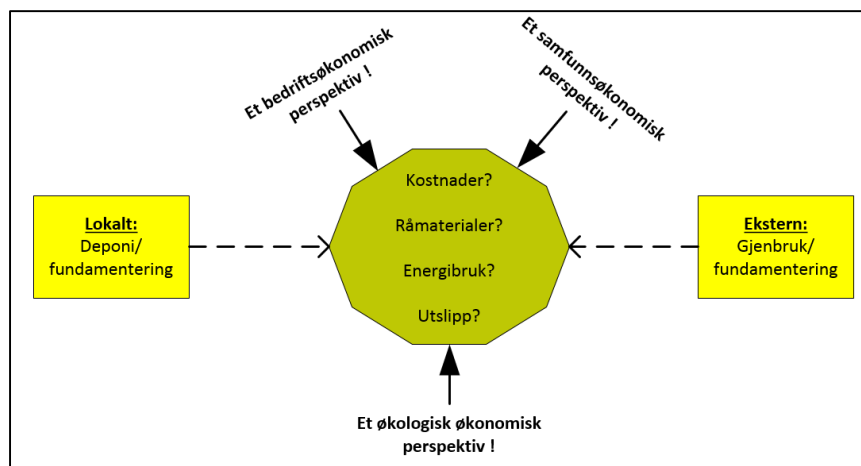 Et bedriftsøkonomisk
perspektiv !
Et samfunnsøkonomisk
perspektiv !
Lokalt:
Deponi/
fundamentering
Kostnader?
Råmaterialer?
Energibruk?
Utslipp?
Ekstern:
Gjenbruk/
fundamentering
Et økologisk økonomisk
perspektiv !